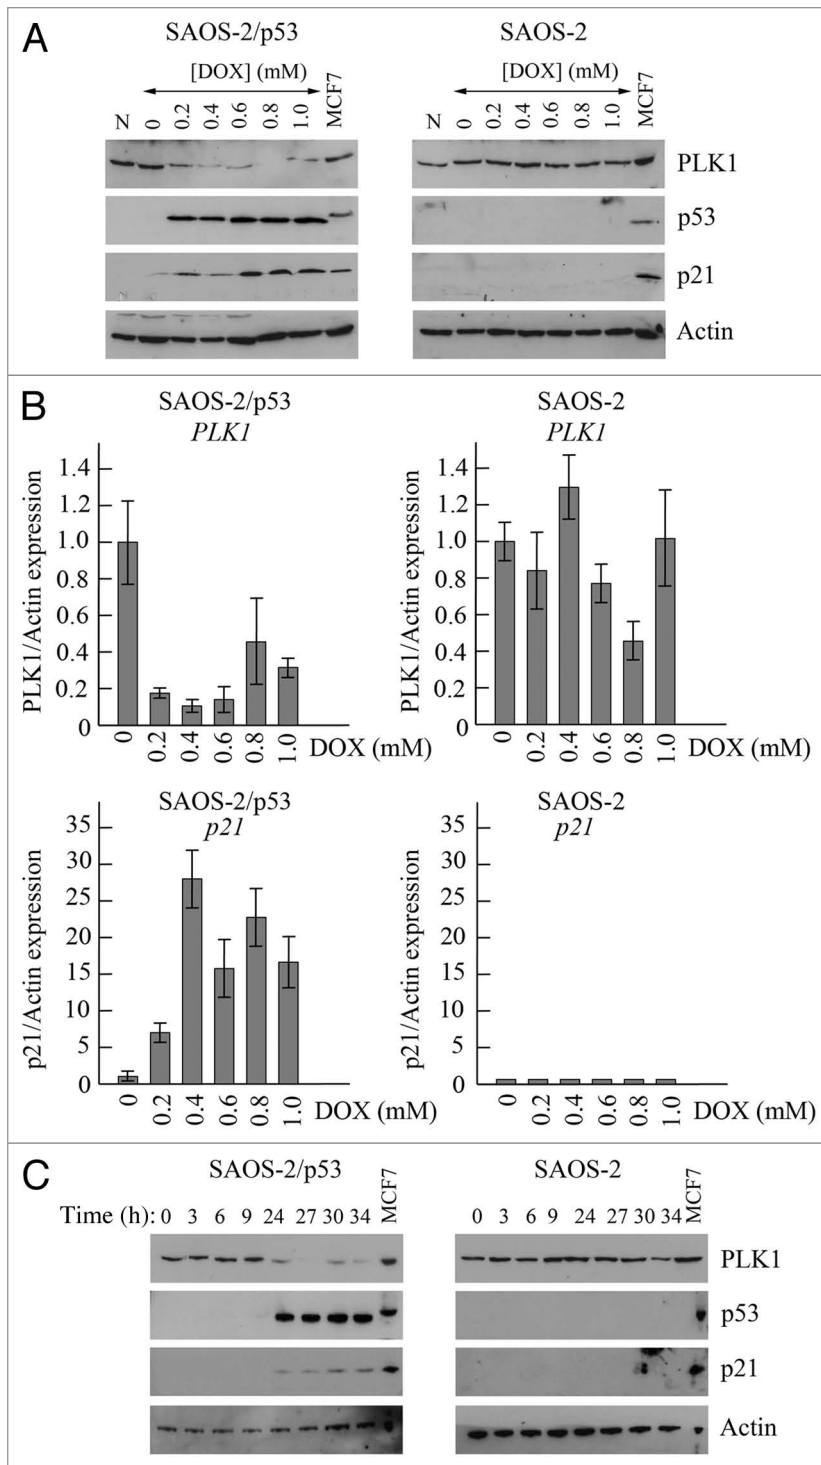 A
SAOS-2/p53 SAOS-2
[DOX] (mM) [DOX] (mM)
N 0 0.2 0.4 0.6 0.8 1.0 MCF7 N 0 0.2 0.4 0.6 0.8 1.0 MCF7
PLK1
p53
p21
Actin
B
SAOS-2/p53 SAOS-2
PLK1 PLK1
PLK1/Actin expression
1.4
1.2
1.0
0.8
0.6
0.4
0.2
0
0 0.2 0.4 0.6 0.8 1.0 DOX (mM)
PLK1/Actin expression
1.4
1.2
1.0
0.8
0.6
0.4
0.2
0
0 0.2 0.4 0.6 0.8 1.0 DOX (mM)
SAOS-2/p53 SAOS-2
p21 p21
p21/Actin expression
35
30
25
20
15
10
5
0
0 0.2 0.4 0.6 0.8 1.0 DOX (mM)
p21/Actin expression
35
30
25
20
15
10
5
0
0 0.2 0.4 0.6 0.8 1.0 DOX (mM)
C
SAOS-2/p53 SAOS-2
Time (h): 0 3 6 9 24 27 30 34 MCF7 0 3 6 9 24 27 30 34 MCF7
PLK1
p53
p21
Actin